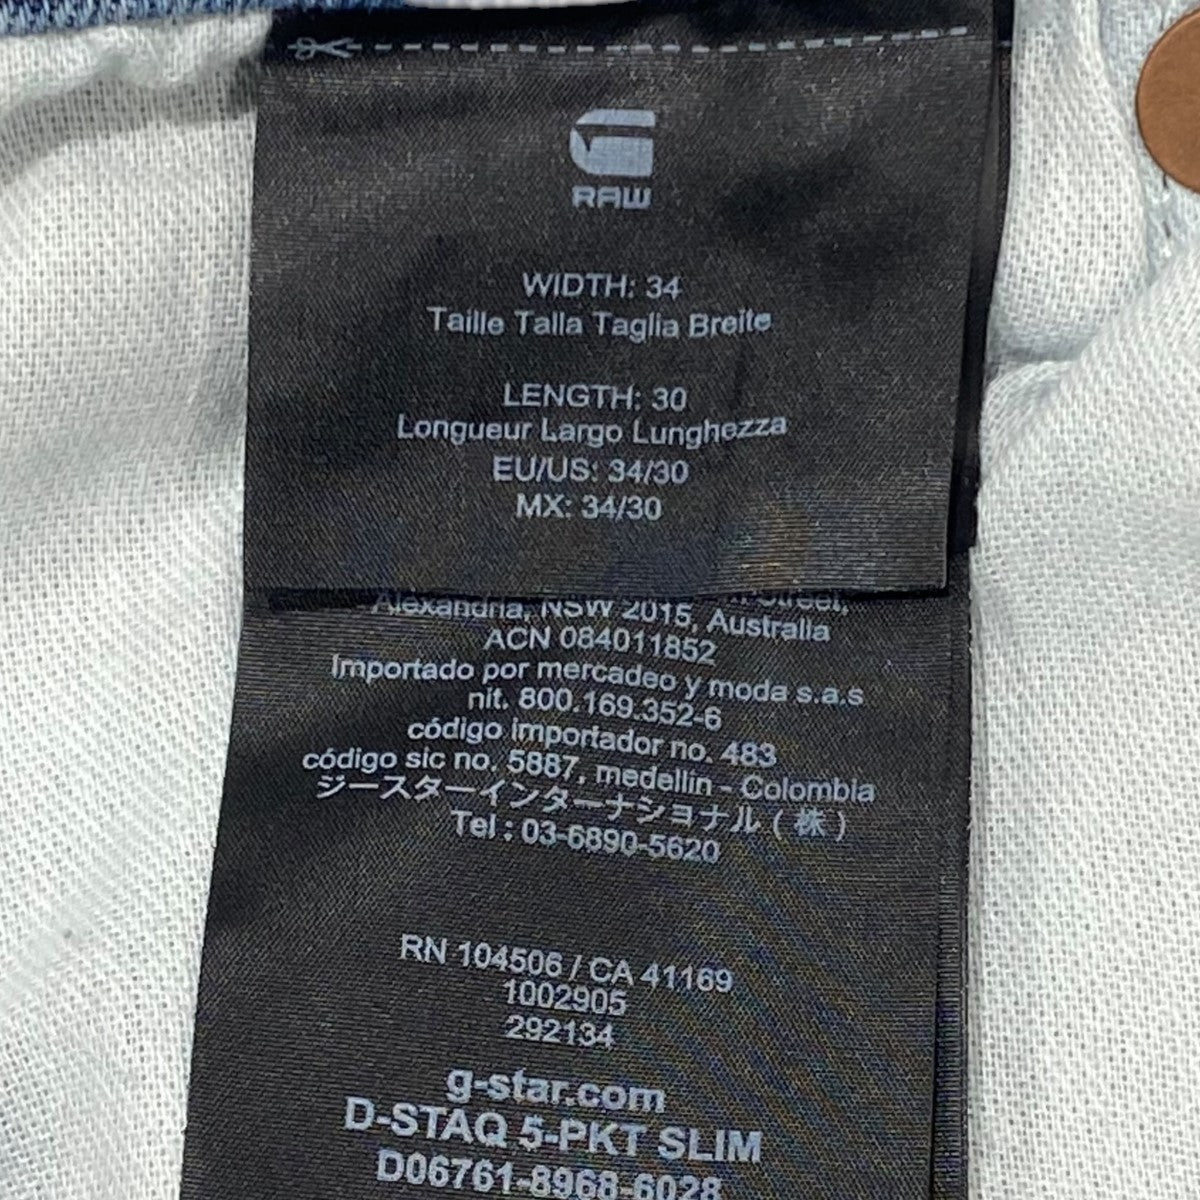 RAW
WIDTH: 34
Taille Talla Taglia Breite
LENGTH: 30
Longueur Largo Lunghezza
EU/US: 34/30
MX: 34/30
Street,
Alexandria, NSW 2015, Australia
ACN 084011852
Importado por mercadeo y moda s.a.s
nit. 800.169.352-6
código importador no. 483
código sic no. 5887, medellín - Colombia
ジースターインターナショナル(株)
Tel : 03-6890-5620
RN 104506 / CA 41169
1002905
292134
g-star.com
D-STAQ 5-PKT SLIM
D06761-8968-6028